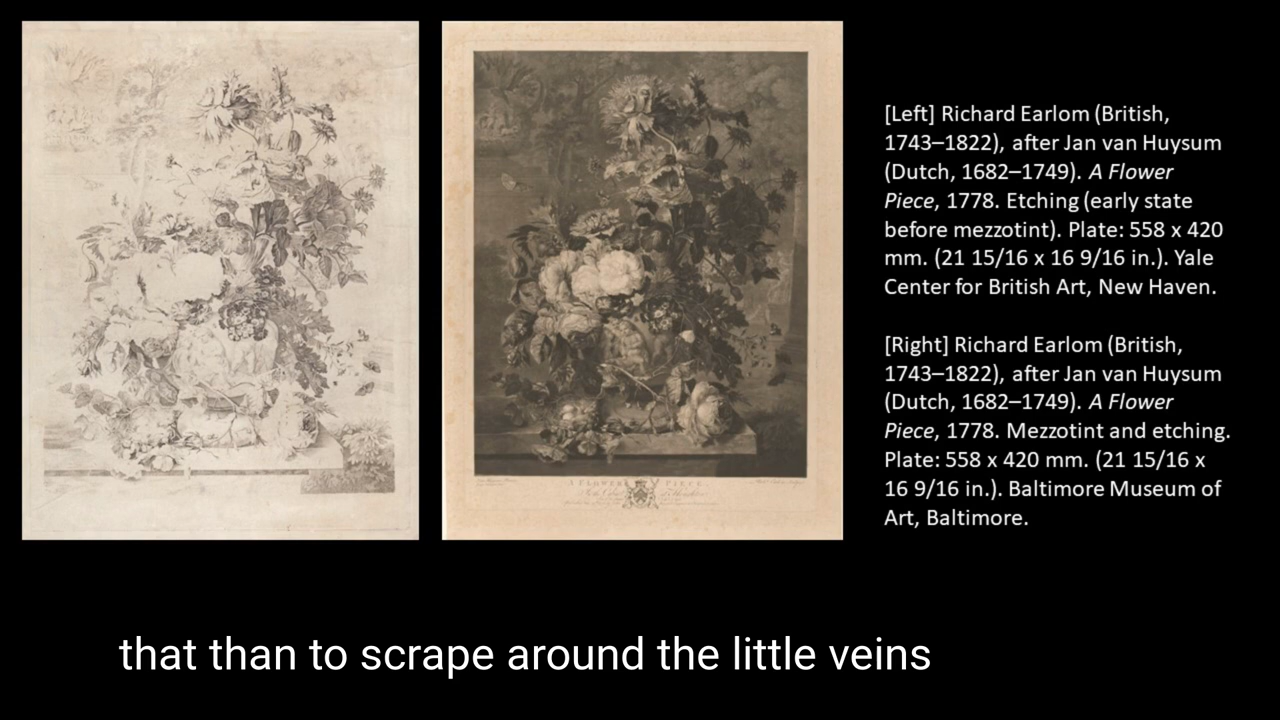 [Left] Richard Earlom (British,
1743–1822), after Jan van Huysum
(Dutch, 1682–1749). A Flower
Piece, 1778. Etching (early state
before mezzotint). Plate: 558 x 420
mm. (21 15/16 x 16 9/16 in.). Yale
Center for British Art, New Haven.
[Right] Richard Earlom (British,
1743–1822), after Jan van Huysum
(Dutch, 1682–1749). A Flower
Piece, 1778. Mezzotint and etching.
Plate: 558 x 420 mm. (21 15/16 x
16 9/16 in.). Baltimore Museum of
Art, Baltimore.
A FLOWER PIECE
that than to scrape around the little veins